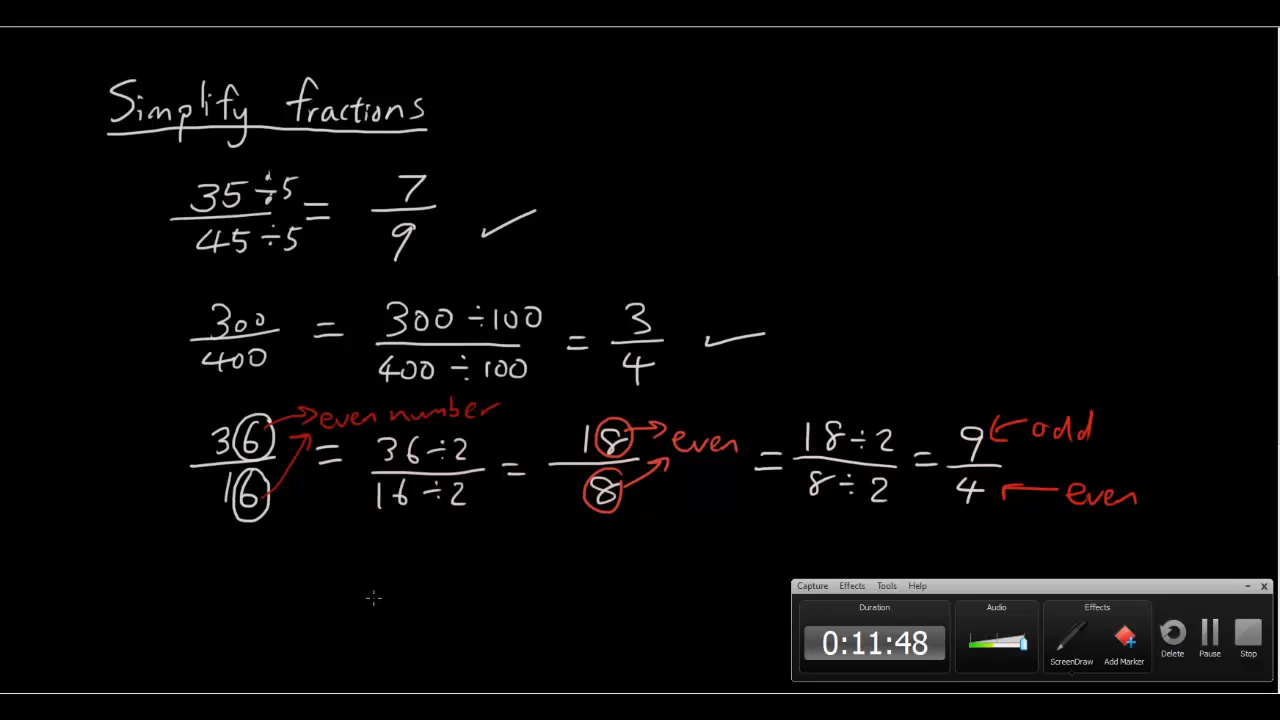 Simplify fractions
35 ÷5 = 7
45 ÷5 9
300 = 300 ÷100 = 3
400 400 ÷ 100 4
even number
36 = 36÷2 = 18 even = 18÷2 = 9 odd
16 16÷2 8 8÷2 4 even
Capture Effects Tools Help
Duration Audio Effects
0:11:48
ScreenDraw Add Marker Delete Pause Stop